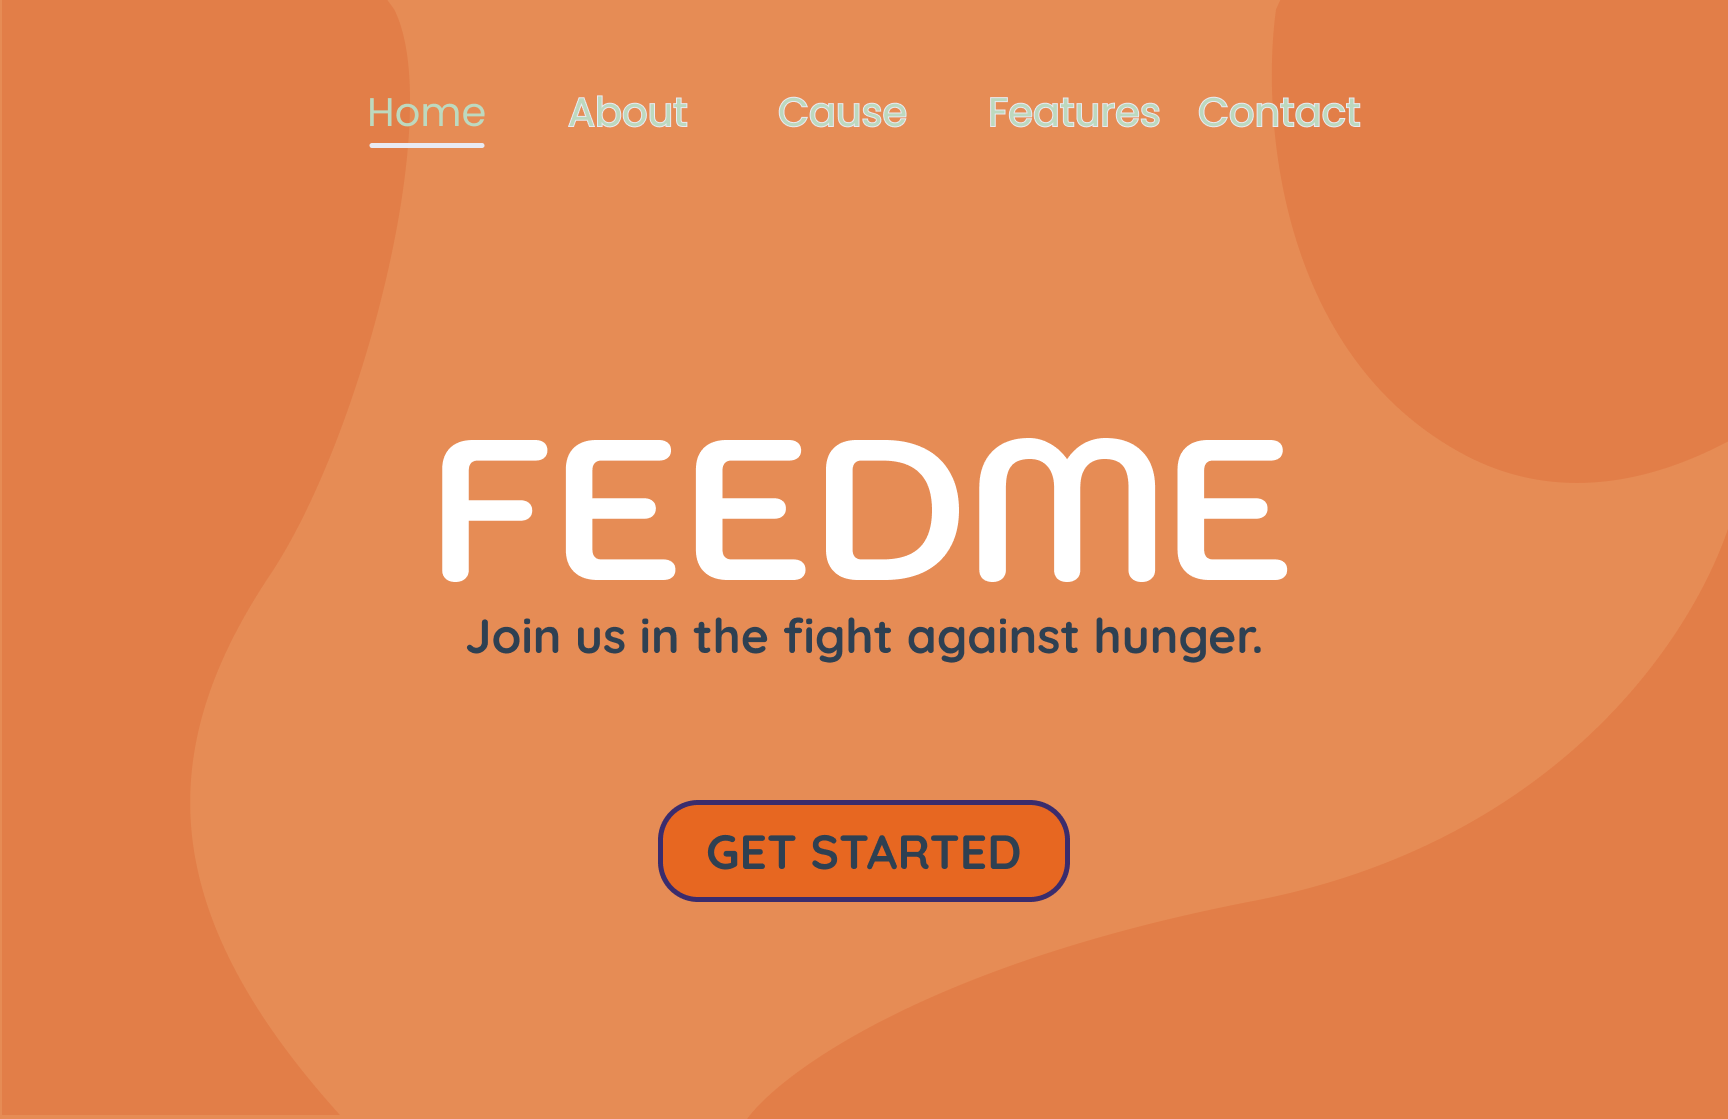 Home About Cause Features Contact
FEEDME
Join us in the fight against hunger.
GET STARTED